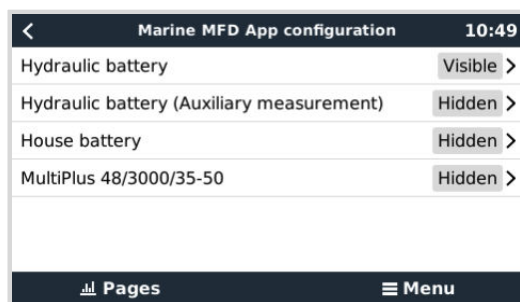 Marine MFD App configuration 10:49
Hydraulic battery Visible
Hydraulic battery (Auxiliary measurement) Hidden
House battery Hidden
MultiPlus 48/3000/35-50 Hidden
Pages Menu